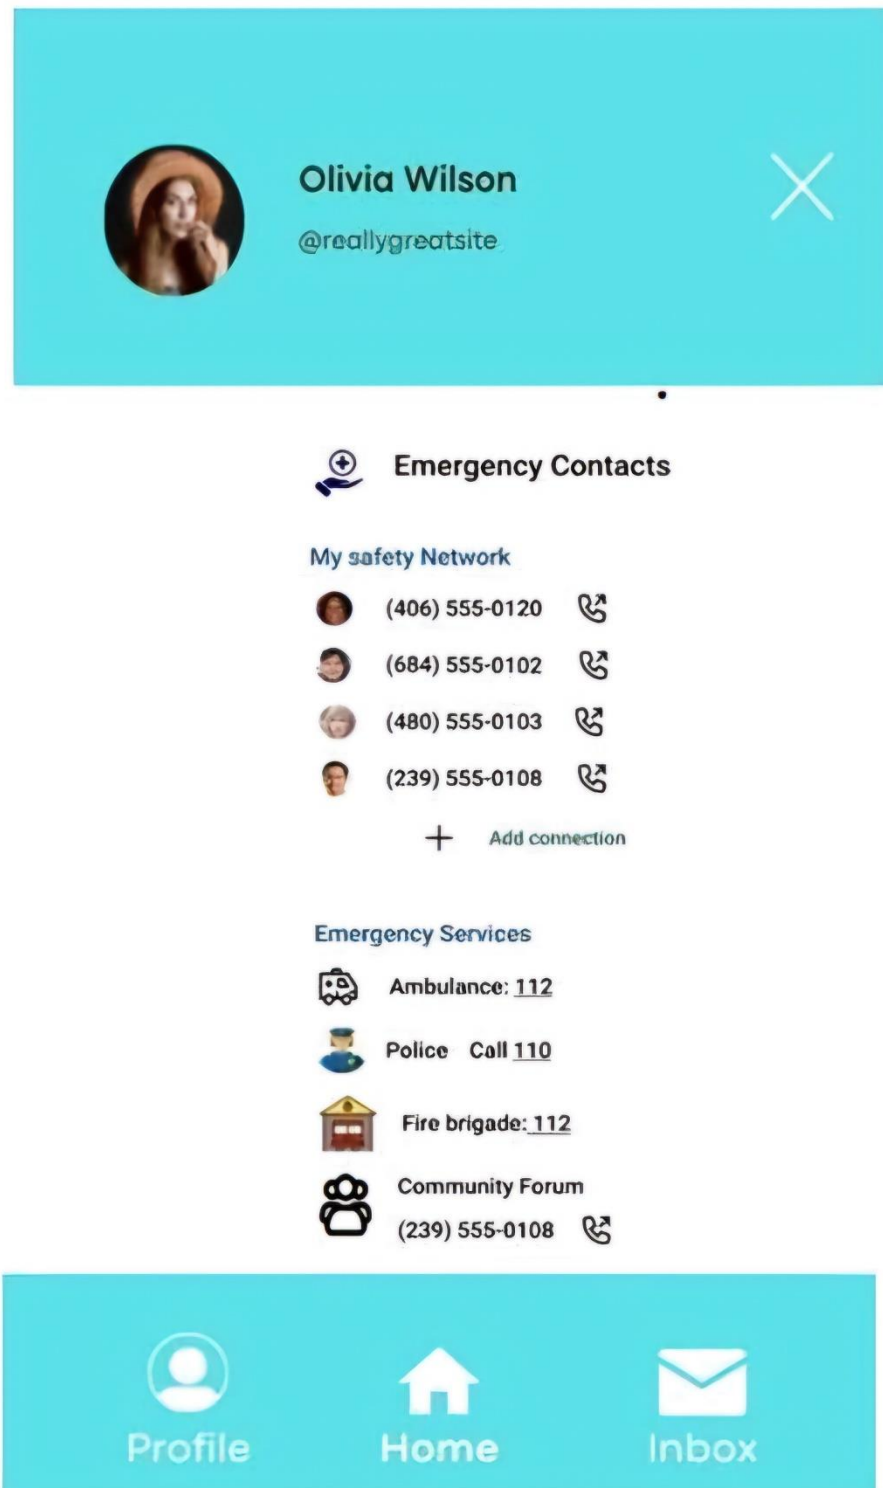 Olivia Wilson
@reallygreatsite
Emergency Contacts
My safety Network
(406) 555-0120
(684) 555-0102
(480) 555-0103
(239) 555-0108
+ Add connection
Emergency Services
Ambulance: 112
Police Call 110
Fire brigade: 112
Community Forum
(239) 555-0108
Profile Home Inbox